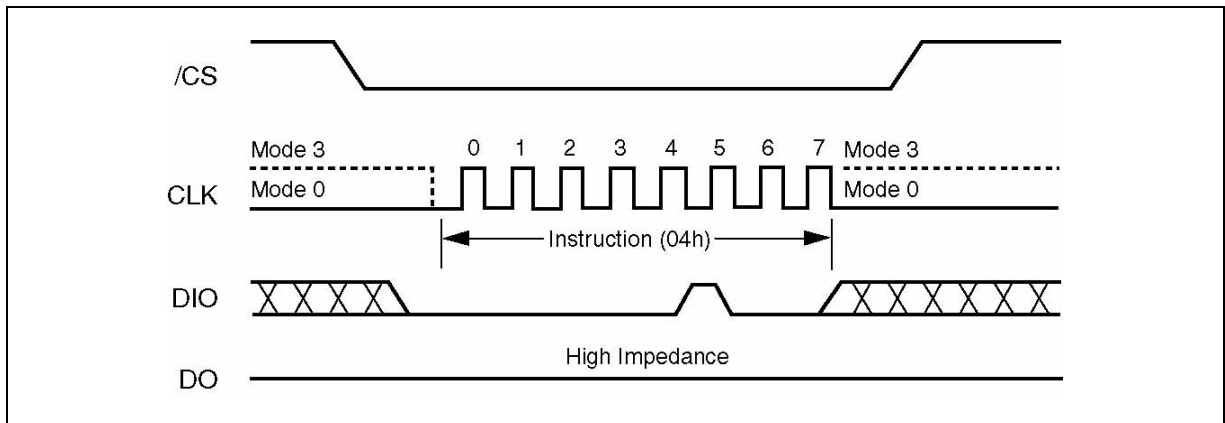 /CS
Mode 3 0 1 2 3 4 5 6 7 Mode 3
CLK Mode 0 Mode 0
Instruction (04h)
DIO
High Impedance
DO